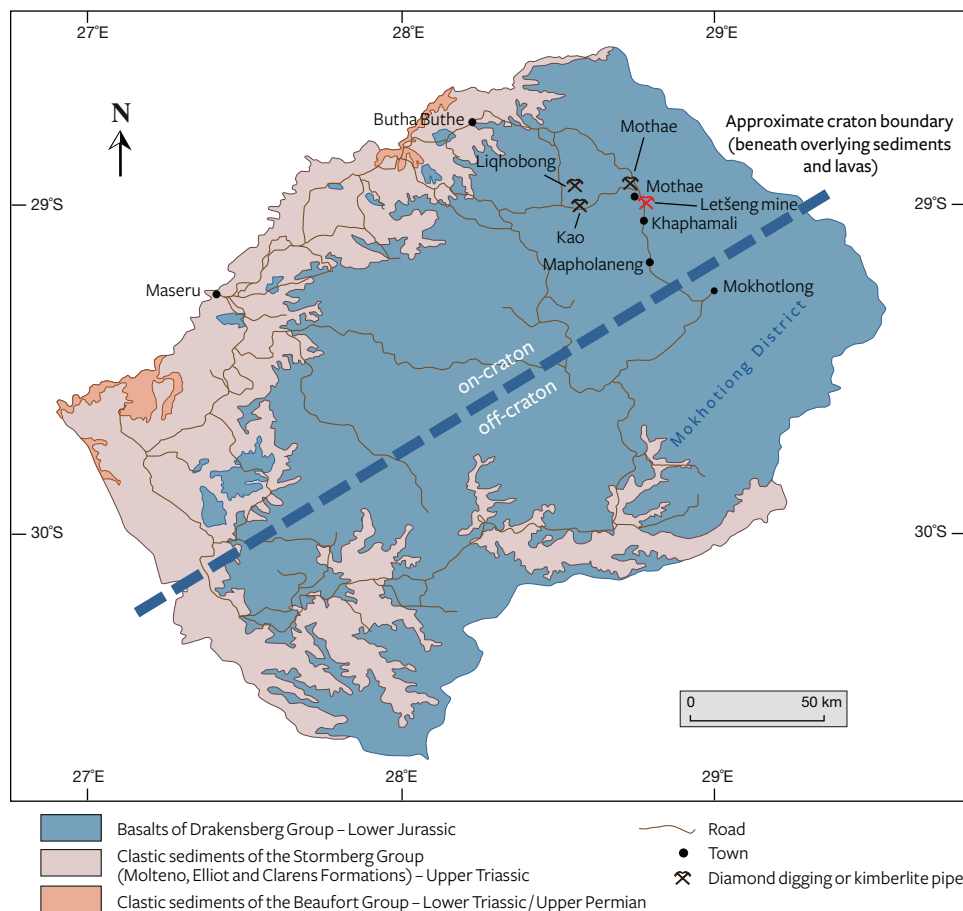 27°E
28°E
29°E
N
Butha Buthe
Mothae
Approximate craton boundary
(beneath overlying sediments
and lavas)
Liqhobong
Mothae
29°S
Letšeng mine
29°S
Khaphamali
Kao
Mapholaneng
Maseru
Mokhotlong
on-craton
off-craton
Mokhotiong District
30°S
30°S
0
50 km
27°E
28°E
29°E
Basalts of Drakensberg Group – Lower Jurassic
Clastic sediments of the Stormberg Group
(Molteno, Elliot and Clarens Formations) – Upper Triassic
Clastic sediments of the Beaufort Group – Lower Triassic / Upper Permian
Road
Town
Diamond digging or kimberlite pipe